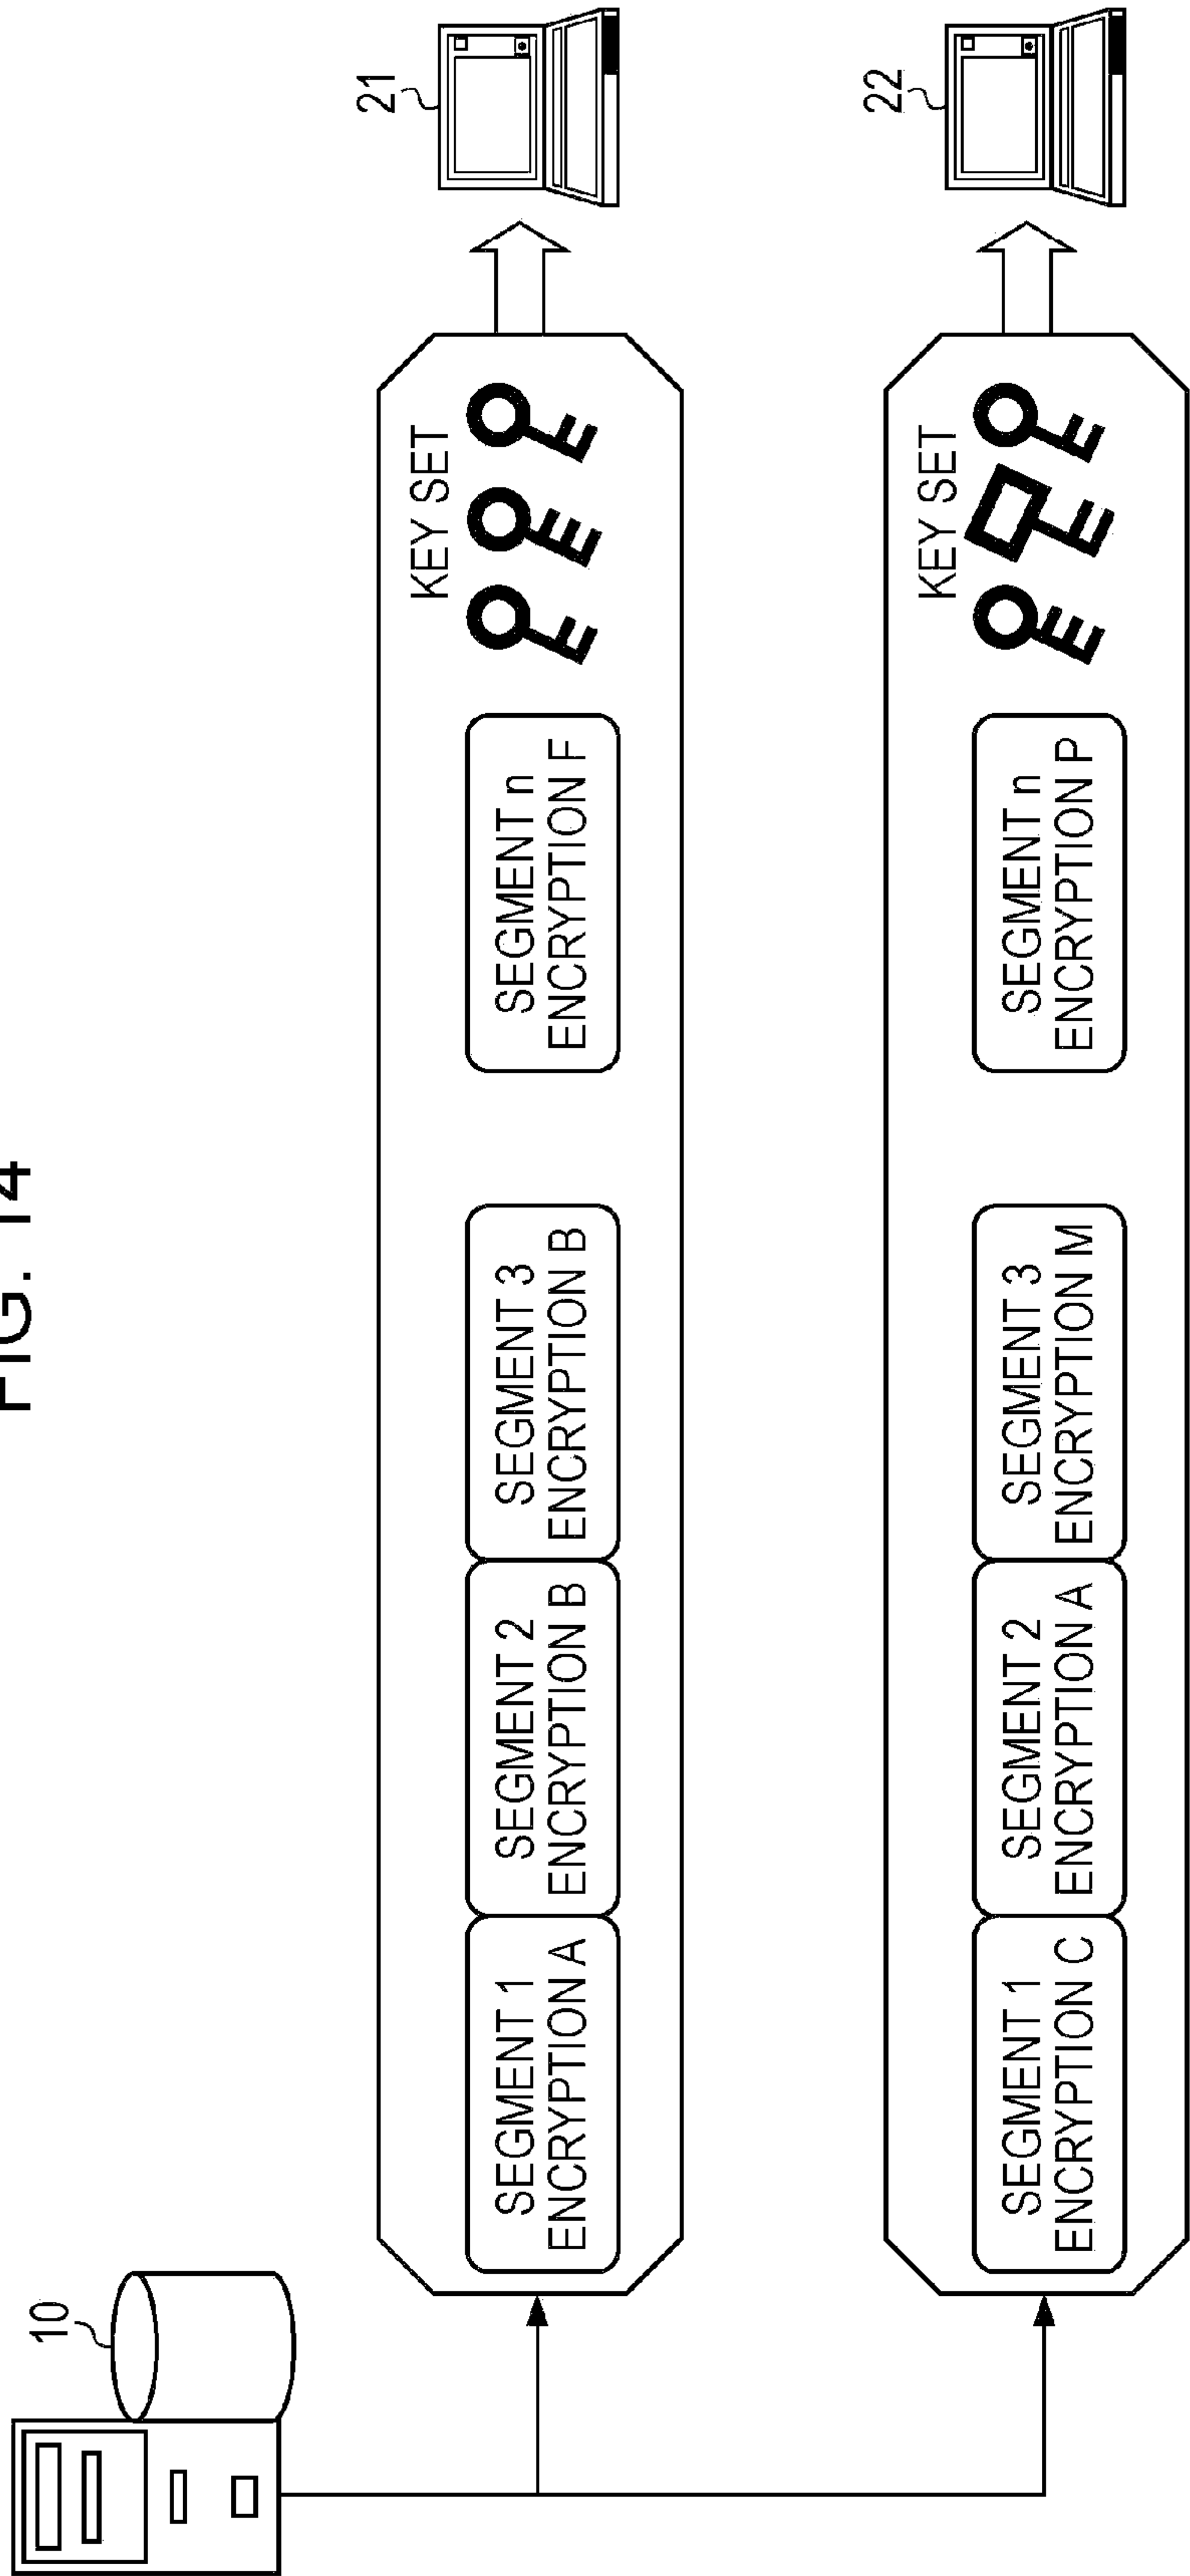 FIG. 14
10
SEGMENT 1
ENCRYPTION A
SEGMENT 2
ENCRYPTION B
SEGMENT 3
ENCRYPTION B
SEGMENT n
ENCRYPTION F
KEY SET
21
SEGMENT 1
ENCRYPTION C
SEGMENT 2
ENCRYPTION A
SEGMENT 3
ENCRYPTION M
SEGMENT n
ENCRYPTION P
KEY SET
22